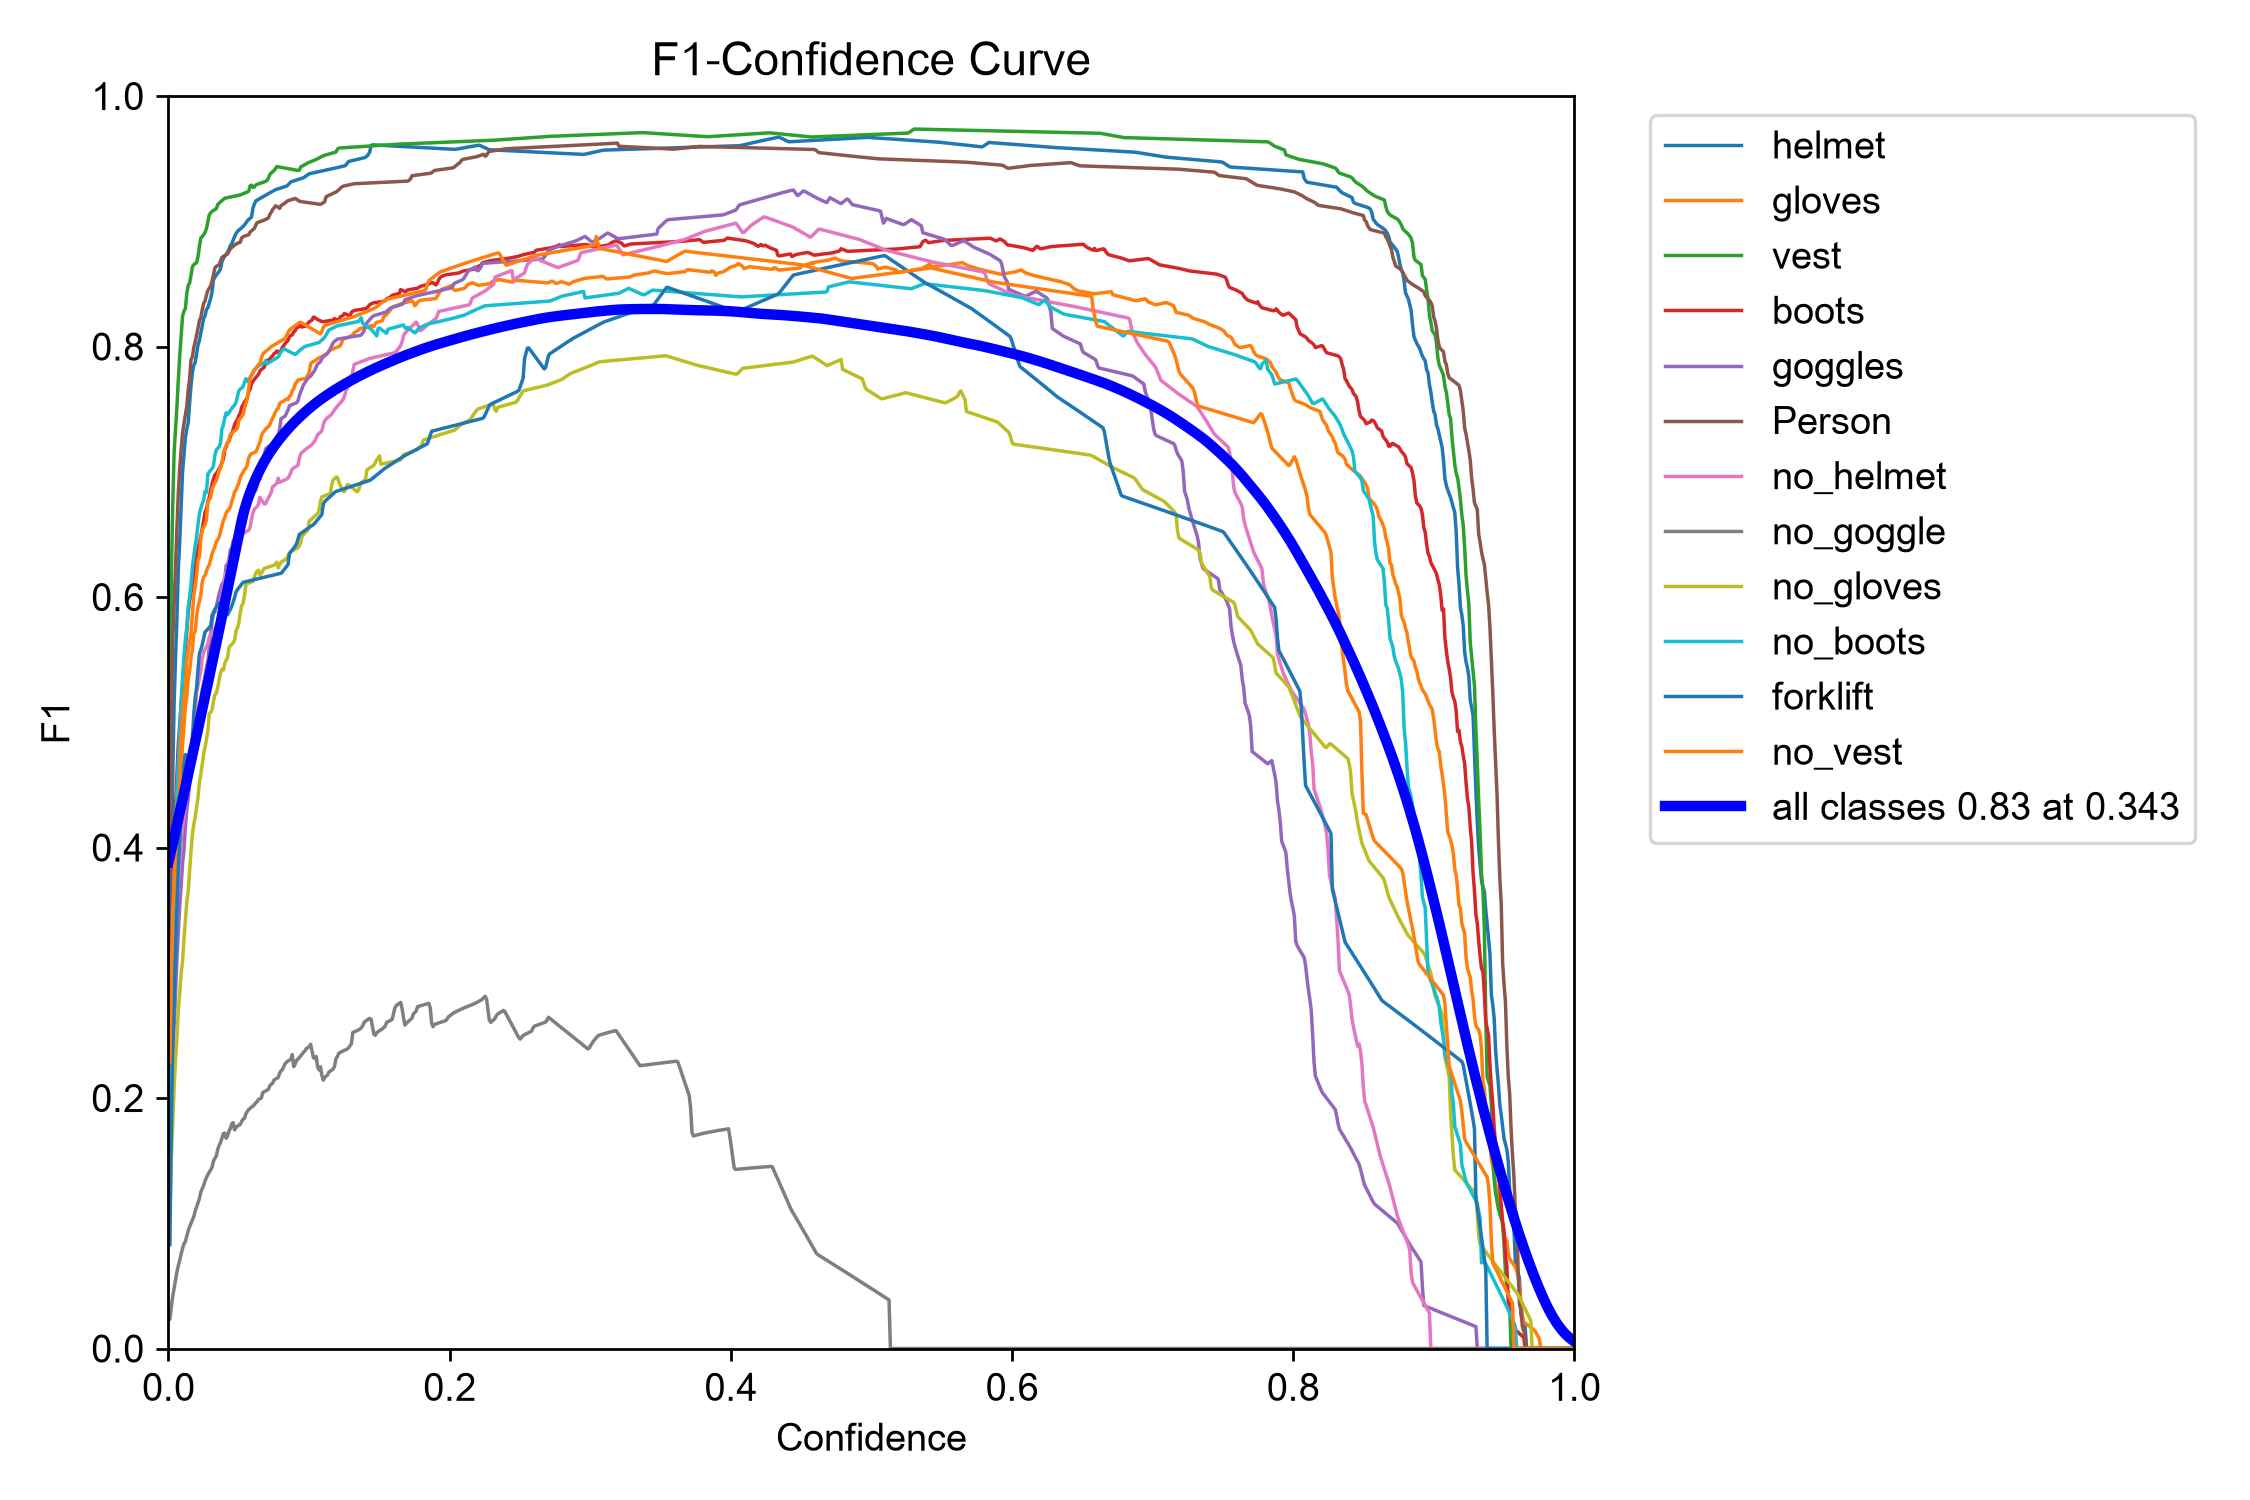 F1-Confidence Curve
1.0
0.8
0.6
0.4
0.2
0.0
F1
0.0 0.2 0.4 0.6 0.8 1.0
Confidence
helmet
gloves
vest
boots
goggles
Person
no_helmet
no_goggle
no_gloves
no_boots
forklift
no_vest
all classes 0.83 at 0.343